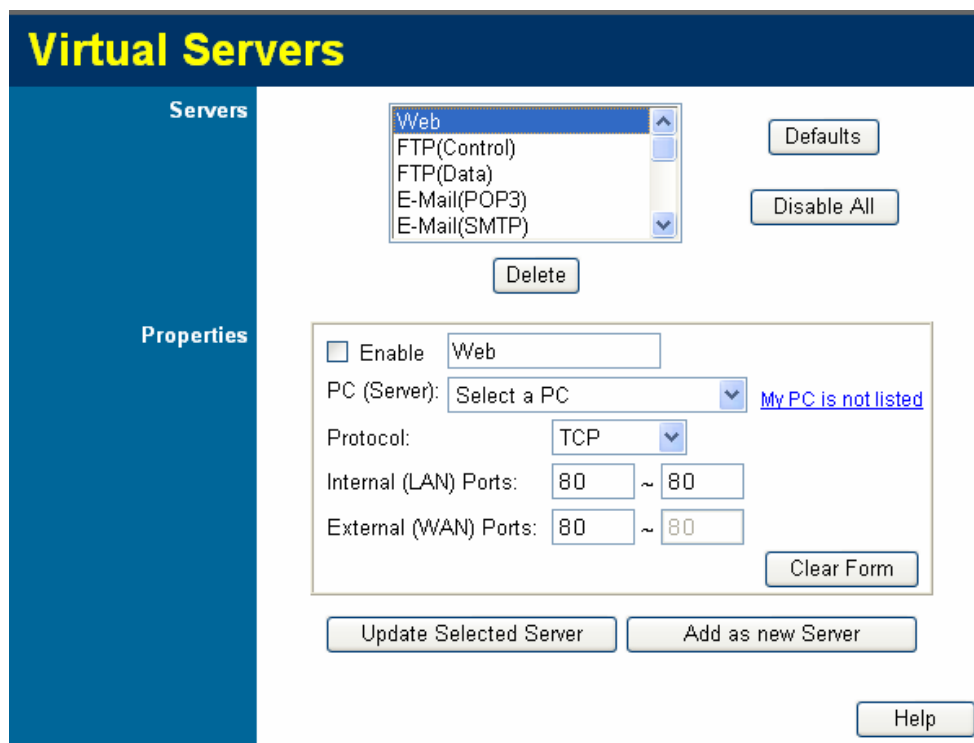 Virtual Servers
Servers
Web
FTP(Control)
FTP(Data)
E-Mail(POP3)
E-Mail(SMTP)
Defaults
Disable All
Delete
Properties
Enable Web
PC (Server): Select a PC My PC is not listed
Protocol: TCP
Internal (LAN) Ports: 80 ~ 80
External (WAN) Ports: 80 ~ 80
Clear Form
Update Selected Server Add as new Server
Help